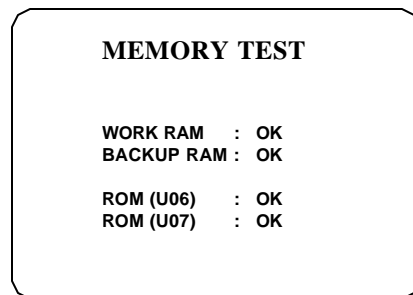 MEMORY TEST
WORK RAM : OK
BACKUP RAM : OK
ROM (U06) : OK
ROM (U07) : OK